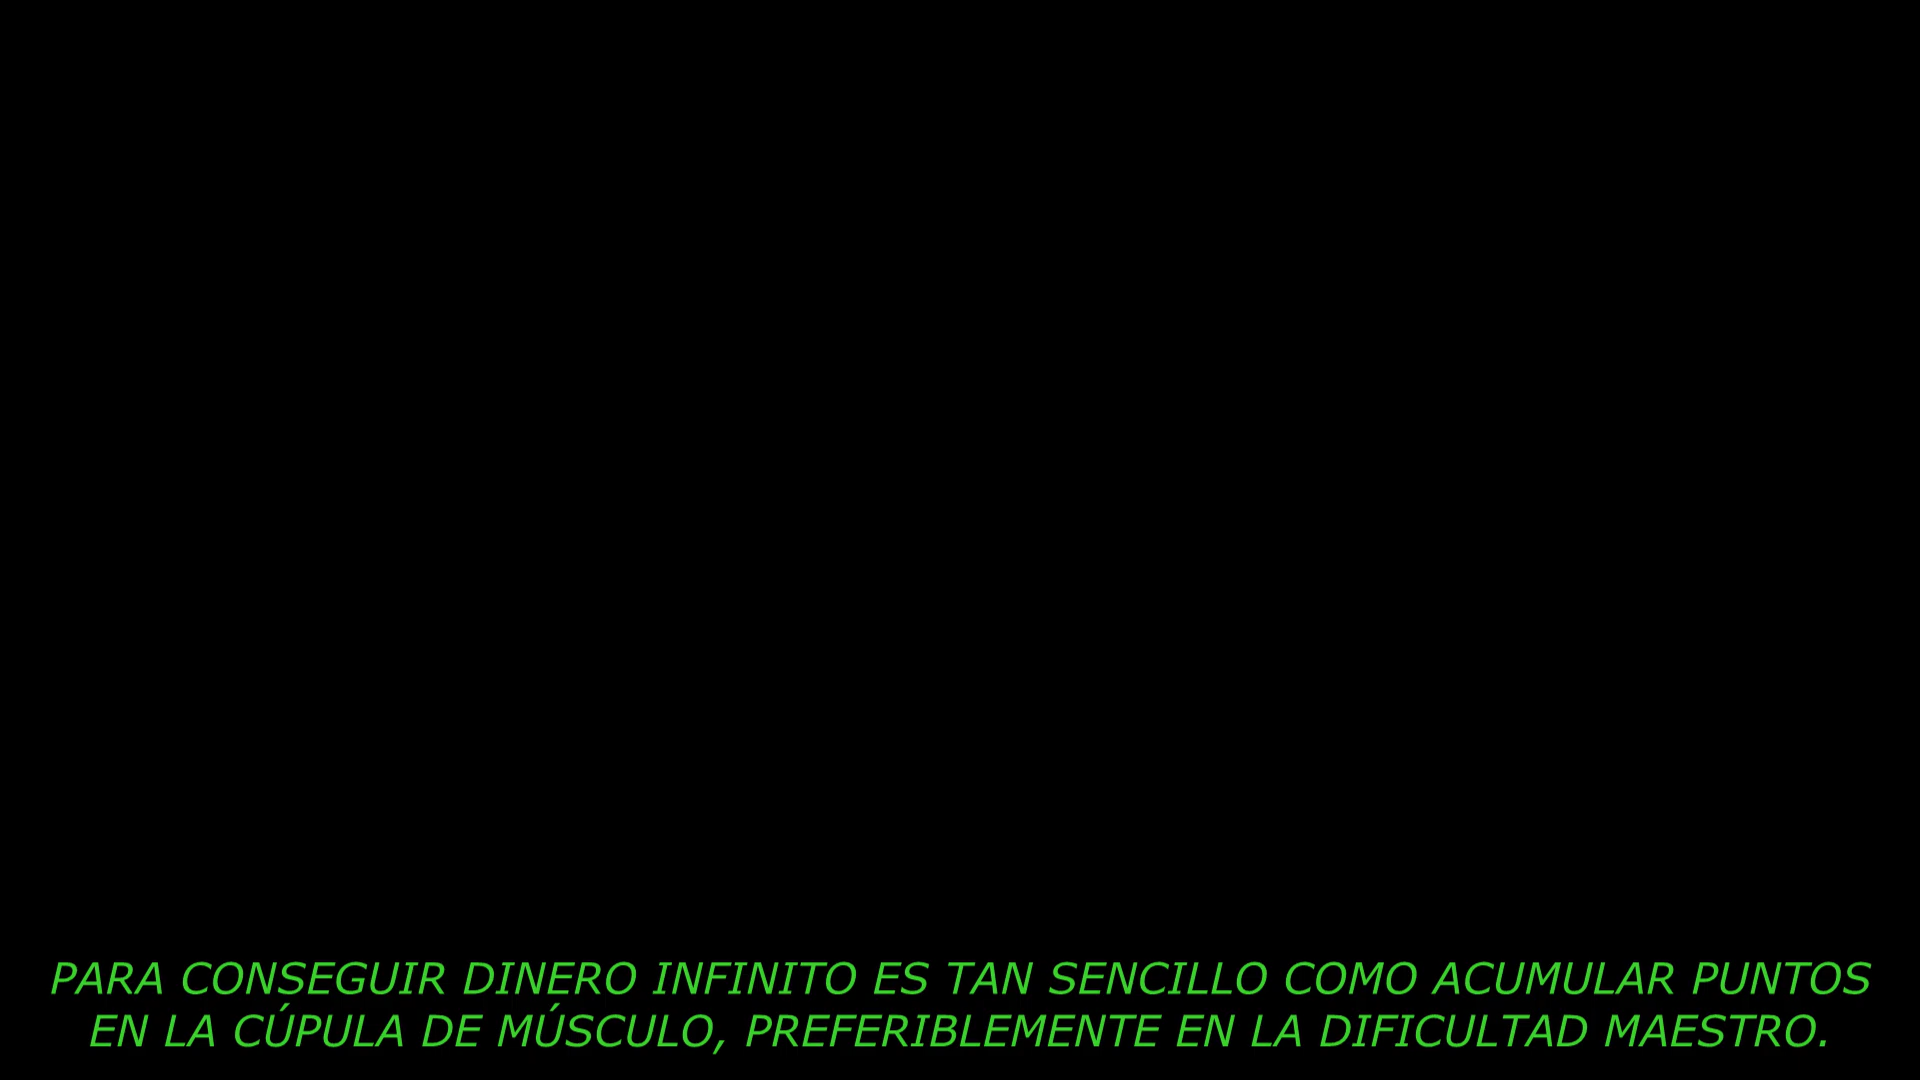 PARA CONSEGUIR DINERO INFINITO ES TAN SENCILLO COMO ACUMULAR PUNTOS
EN LA CÚPULA DE MÚSCULO, PREFERIBLEMENTE EN LA DIFICULTAD MAESTRO.